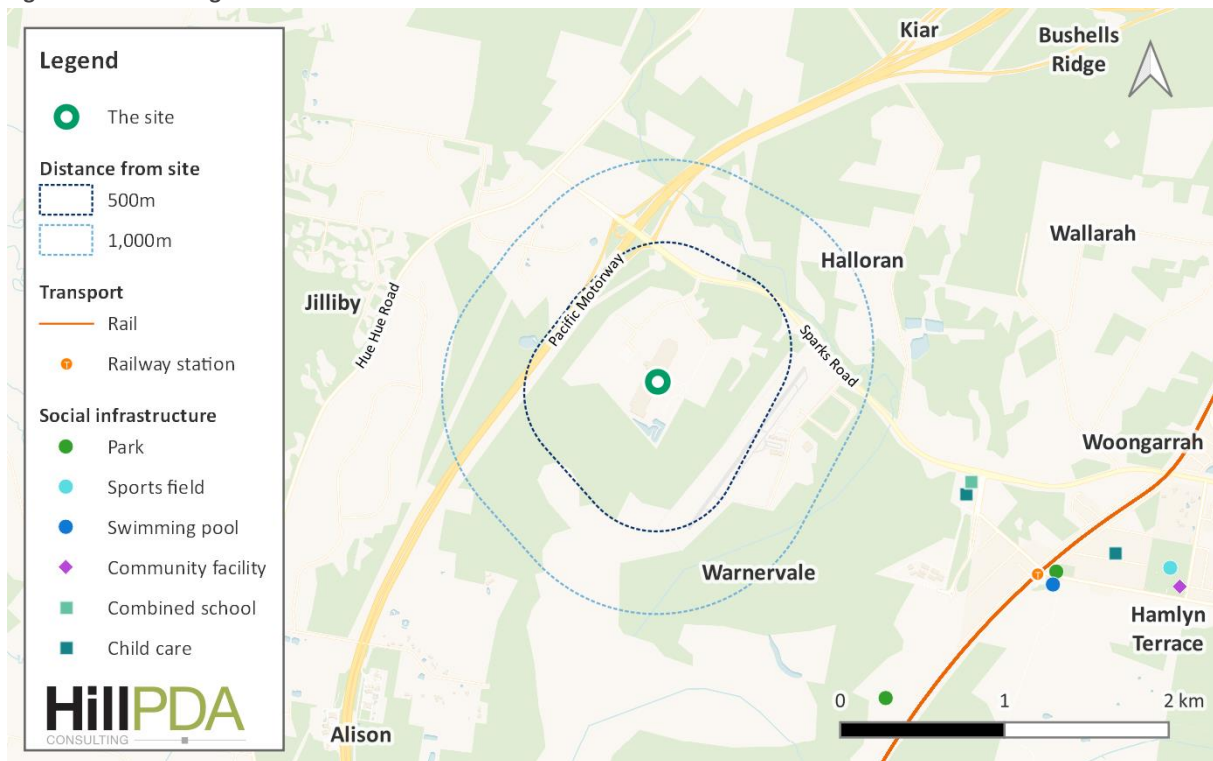 Legend
The site
Distance from site
500m
1,000m
Transport
Rail
T
Railway station
Social infrastructure
Park
Sports field
Swimming pool
Community facility
Combined school
Child care
HillPDA
CONSULTING
Kiar
Bushells
Ridge
Wallarah
Halloran
Jilliby
Hue Hue Road
Pacific Motorway
Sparks Road
Woongarrah
Warnervale
T
Hamlyn
Terrace
Alison
0 1 2 km